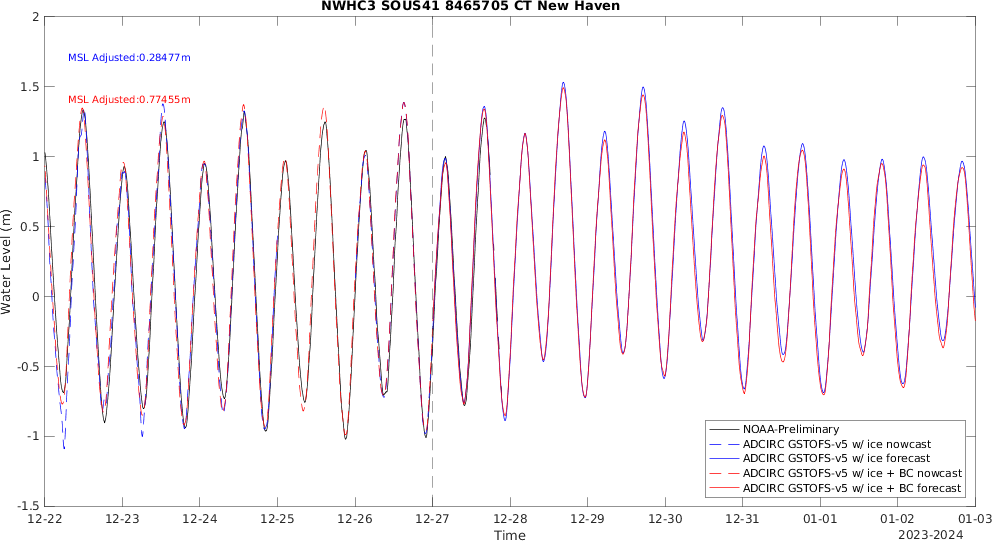 NWHC3 SOUS41 8465705 CT New Haven
2
MSL Adjusted:0.28477m
1.5
MSL Adjusted:0.77455m
1
0.5
Water Level (m)
0
-0.5
-1
NOAA-Preliminary
ADCIRC GSTOFS-v5 w/ ice nowcast
ADCIRC GSTOFS-v5 w/ ice forecast
ADCIRC GSTOFS-v5 w/ ice + BC nowcast
ADCIRC GSTOFS-v5 w/ ice + BC forecast
-1.5
12-22 12-23 12-24 12-25 12-26 12-27 12-28 12-29 12-30 12-31 01-01 01-02 01-03
Time
2023-2024